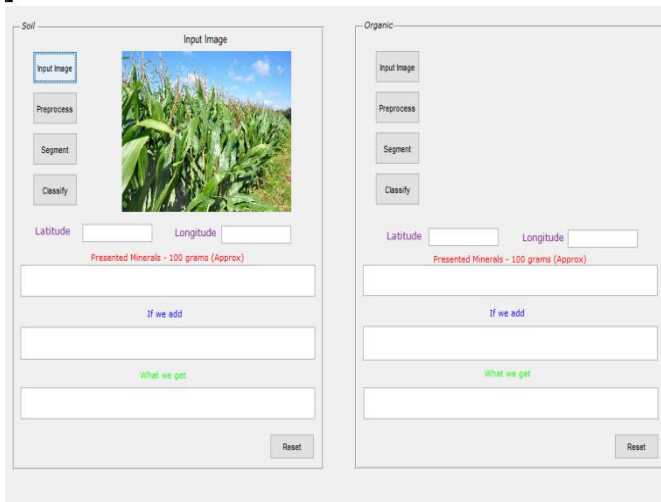 Soil
Input Image
Input Image
Preprocess
Segment
Classify
Latitude
Longitude
Presented Minerals - 100 grams (Approx)
If we add
What we get
Reset
Organic
Input Image
Preprocess
Segment
Classify
Latitude
Longitude
Presented Minerals - 100 grams (Approx)
If we add
What we get
Reset